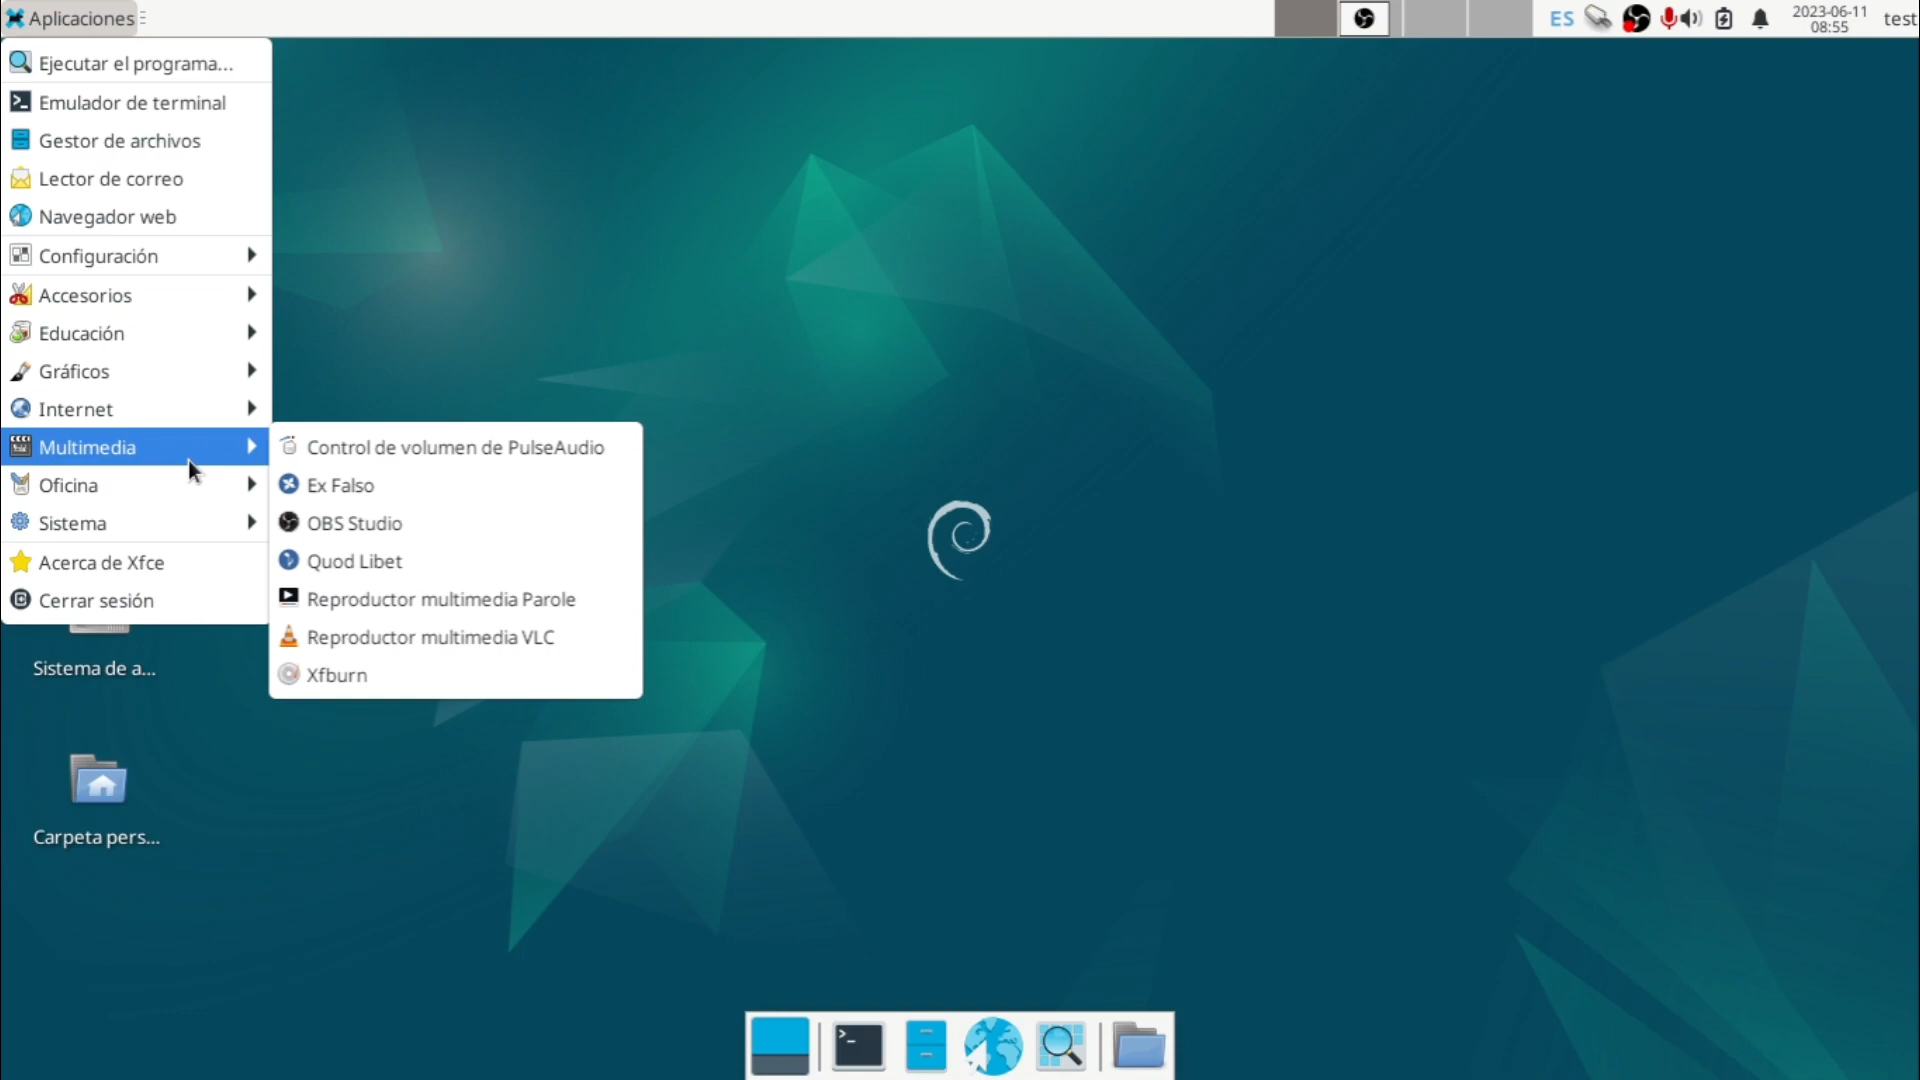 Aplicaciones
ES
2023-06-11
08:55
test
Ejecutar el programa...
Emulador de terminal
Gestor de archivos
Lector de correo
Navegador web
Configuración
Accesorios
Educación
Gráficos
Internet
Multimedia
Oficina
Sistema
Acerca de Xfce
Cerrar sesión
Control de volumen de PulseAudio
Ex Falso
OBS Studio
Quod Libet
Reproductor multimedia Parole
Reproductor multimedia VLC
Xfburn
Sistema de a...
Carpeta pers...